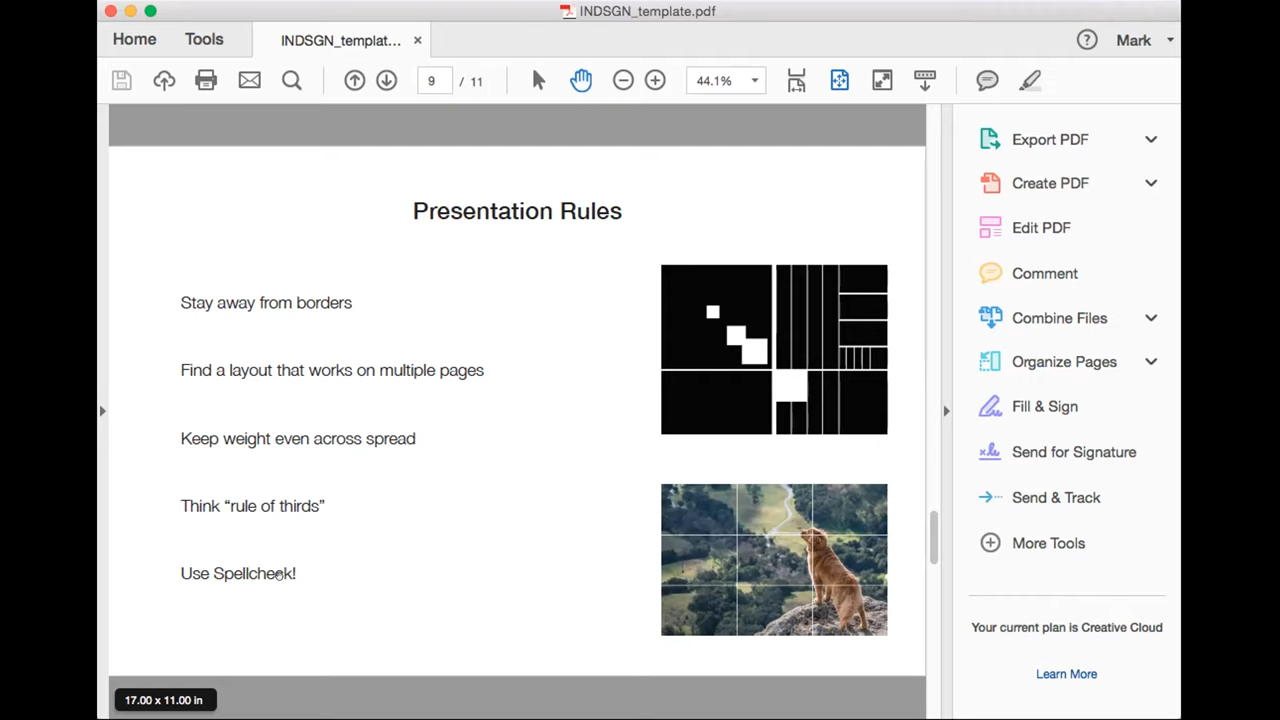 INDSGN_template.pdf
Home
Tools
INDSGN_templat... ×
? Mark
9 / 11
44.1%
Export PDF
Create PDF
Edit PDF
Comment
Combine Files
Organize Pages
Fill & Sign
Send for Signature
Send & Track
More Tools
Your current plan is Creative Cloud
Learn More
Presentation Rules
Stay away from borders
Find a layout that works on multiple pages
Keep weight even across spread
Think “rule of thirds”
Use Spellcheck!
17.00 x 11.00 in